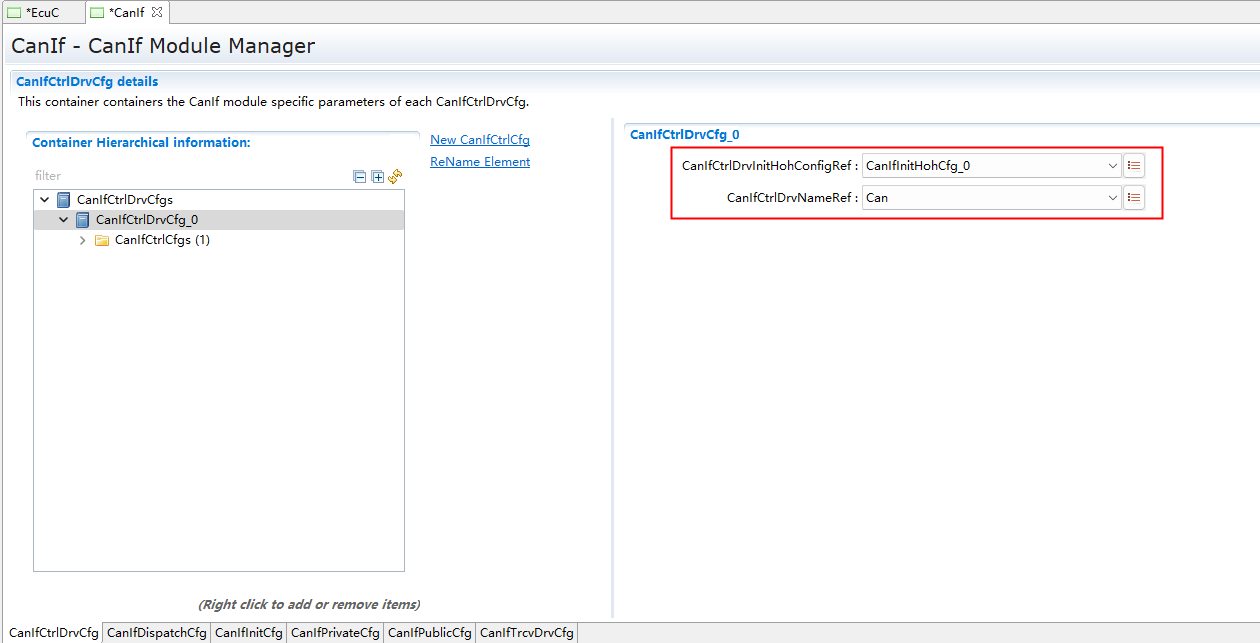 *EcuC
*CanIf
CanIf - CanIf Module Manager
CanIfCtrlDrvCfg details
This container containers the CanIf module specific parameters of each CanIfCtrlDrvCfg.
Container Hierarchical information:
New CanIfCtrlCfg
ReName Element
filter
CanIfCtrlDrvCfgs
CanIfCtrlDrvCfg_0
CanIfCtrlCfgs (1)
(Right click to add or remove items)
CanIfCtrlDrvCfg_0
CanIfCtrlDrvInitHohConfigRef : CanIfInitHohCfg_0
CanIfCtrlDrvNameRef : Can
CanIfCtrlDrvCfg CanIfDispatchCfg CanIfInitCfg CanIfPrivateCfg CanIfPublicCfg CanIfTrcvDrvCfg